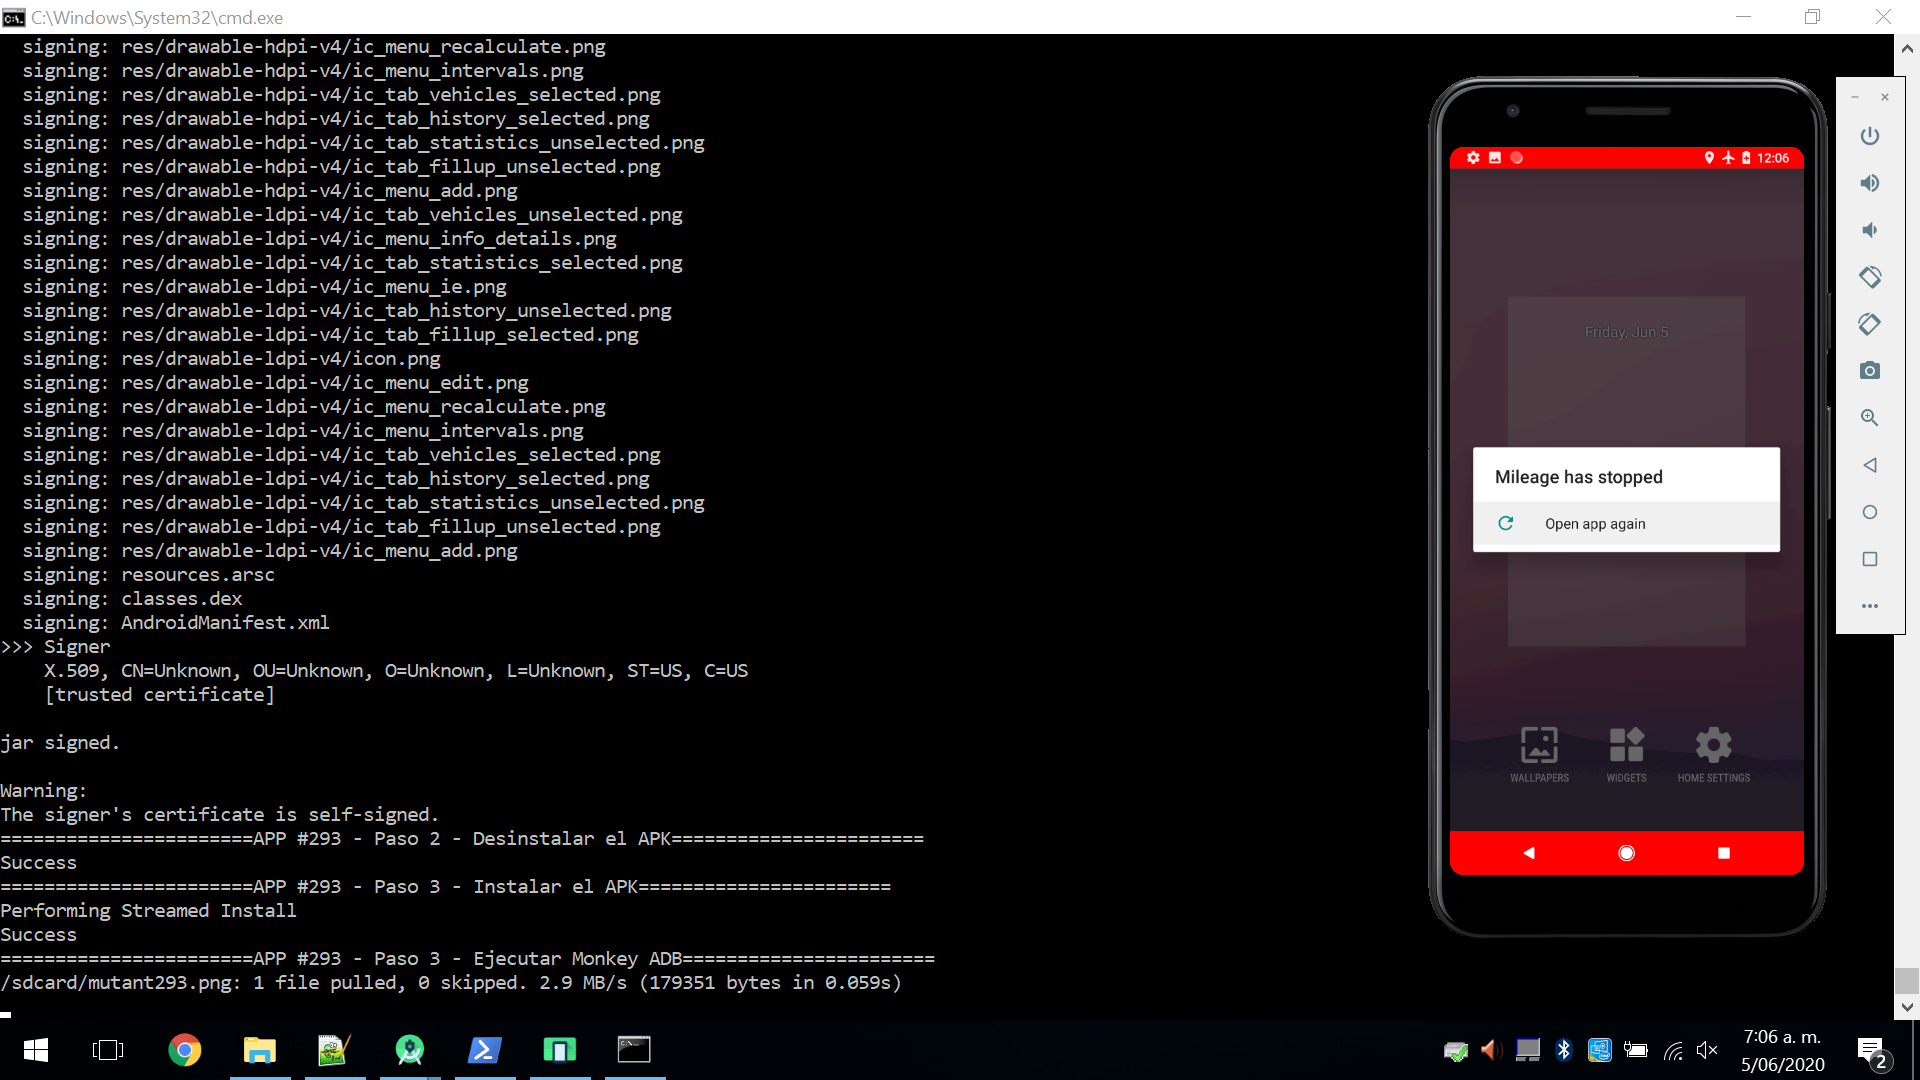 C:\Windows\System32\cmd.exe
signing: res/drawable-hdpi-v4/ic_menu_recalculate.png
signing: res/drawable-hdpi-v4/ic_menu_intervals.png
signing: res/drawable-hdpi-v4/ic_tab_vehicles_selected.png
signing: res/drawable-hdpi-v4/ic_tab_history_selected.png
signing: res/drawable-hdpi-v4/ic_tab_statistics_unselected.png
signing: res/drawable-hdpi-v4/ic_tab_fillup_unselected.png
signing: res/drawable-hdpi-v4/ic_menu_add.png
signing: res/drawable-ldpi-v4/ic_tab_vehicles_unselected.png
signing: res/drawable-ldpi-v4/ic_menu_info_details.png
signing: res/drawable-ldpi-v4/ic_tab_statistics_selected.png
signing: res/drawable-ldpi-v4/ic_menu_ie.png
signing: res/drawable-ldpi-v4/ic_tab_history_unselected.png
signing: res/drawable-ldpi-v4/ic_tab_fillup_selected.png
signing: res/drawable-ldpi-v4/icon.png
signing: res/drawable-ldpi-v4/ic_menu_edit.png
signing: res/drawable-ldpi-v4/ic_menu_recalculate.png
signing: res/drawable-ldpi-v4/ic_menu_intervals.png
signing: res/drawable-ldpi-v4/ic_tab_vehicles_selected.png
signing: res/drawable-ldpi-v4/ic_tab_history_selected.png
signing: res/drawable-ldpi-v4/ic_tab_statistics_unselected.png
signing: res/drawable-ldpi-v4/ic_tab_fillup_unselected.png
signing: res/drawable-ldpi-v4/ic_menu_add.png
signing: resources.arsc
signing: classes.dex
signing: AndroidManifest.xml
>>> Signer
X.509, CN=Unknown, OU=Unknown, O=Unknown, L=Unknown, ST=US, C=US
[trusted certificate]
jar signed.
Warning:
The signer's certificate is self-signed.
=======================APP #293 - Paso 2 - Desinstalar el APK=======================
Success
=======================APP #293 - Paso 3 - Instalar el APK=======================
Performing Streamed Install
Success
=======================APP #293 - Paso 3 - Ejecutar Monkey ADB=======================
/sdcard/mutant293.png: 1 file pulled, 0 skipped. 2.9 MB/s (179351 bytes in 0.059s)
12:06
Friday, Jun 5
Mileage has stopped
Open app again
WALLPAPERS
WIDGETS
HOME SETTINGS
7:06 a. m.
5/06/2020
2